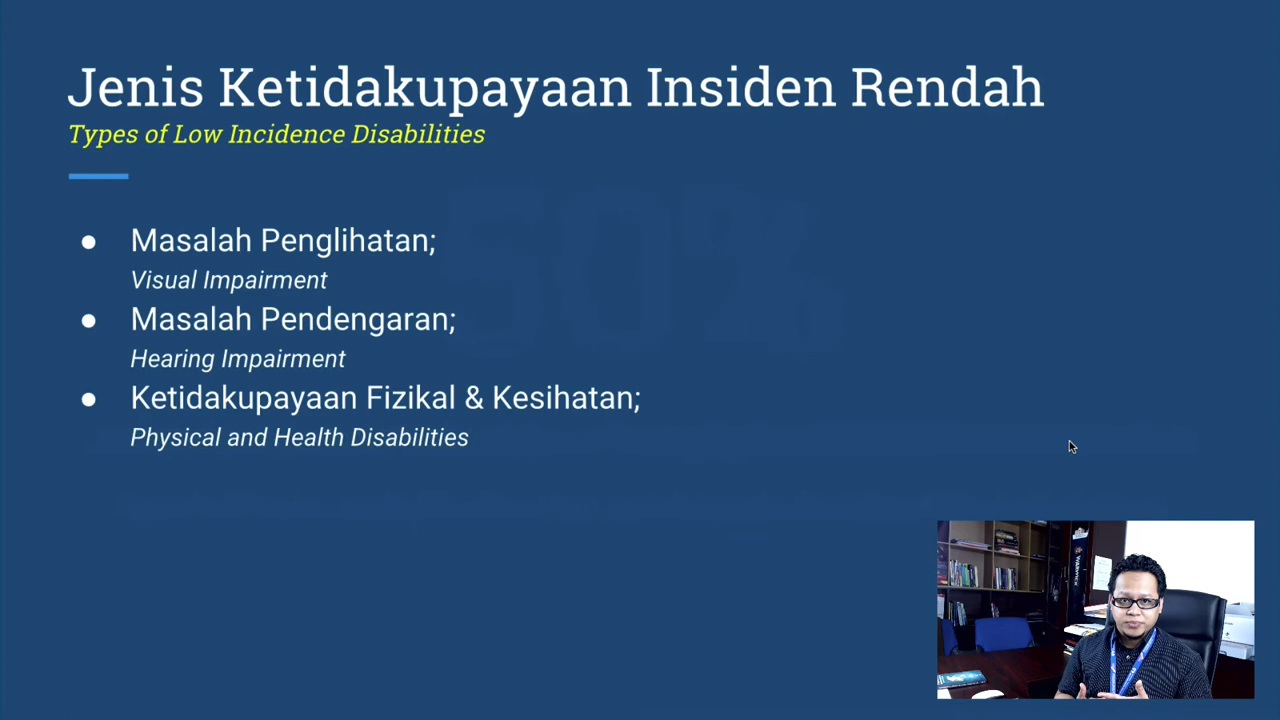 Jenis Ketidakupayaan Insiden Rendah
Types of Low Incidence Disabilities
● Masalah Penglihatan;
Visual Impairment
● Masalah Pendengaran;
Hearing Impairment
● Ketidakupayaan Fizikal & Kesihatan;
Physical and Health Disabilities
50%